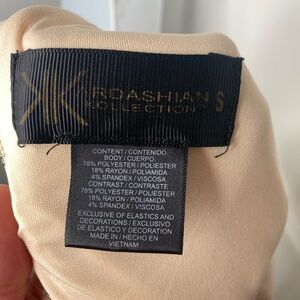 KARDASHIAN S
KOLLECTION
CONTENT / CONTENIDO
BODY / CUERPO
78% POLYESTER / POLIESTER
18% RAYON / POLIAMIDA
4% SPANDEX / VISCOSA
CONTRAST / CONTRASTE
78% POLYESTER / POLIESTER
18% RAYON / POLIAMIDA
4% SPANDEX / VISCOSA
EXCLUSIVE OF ELASTICS AND
DECORATIONS / EXCLUSIVO
DE ELASTICO Y DECORATION
MADE IN / HECHO EN
VIETNAM